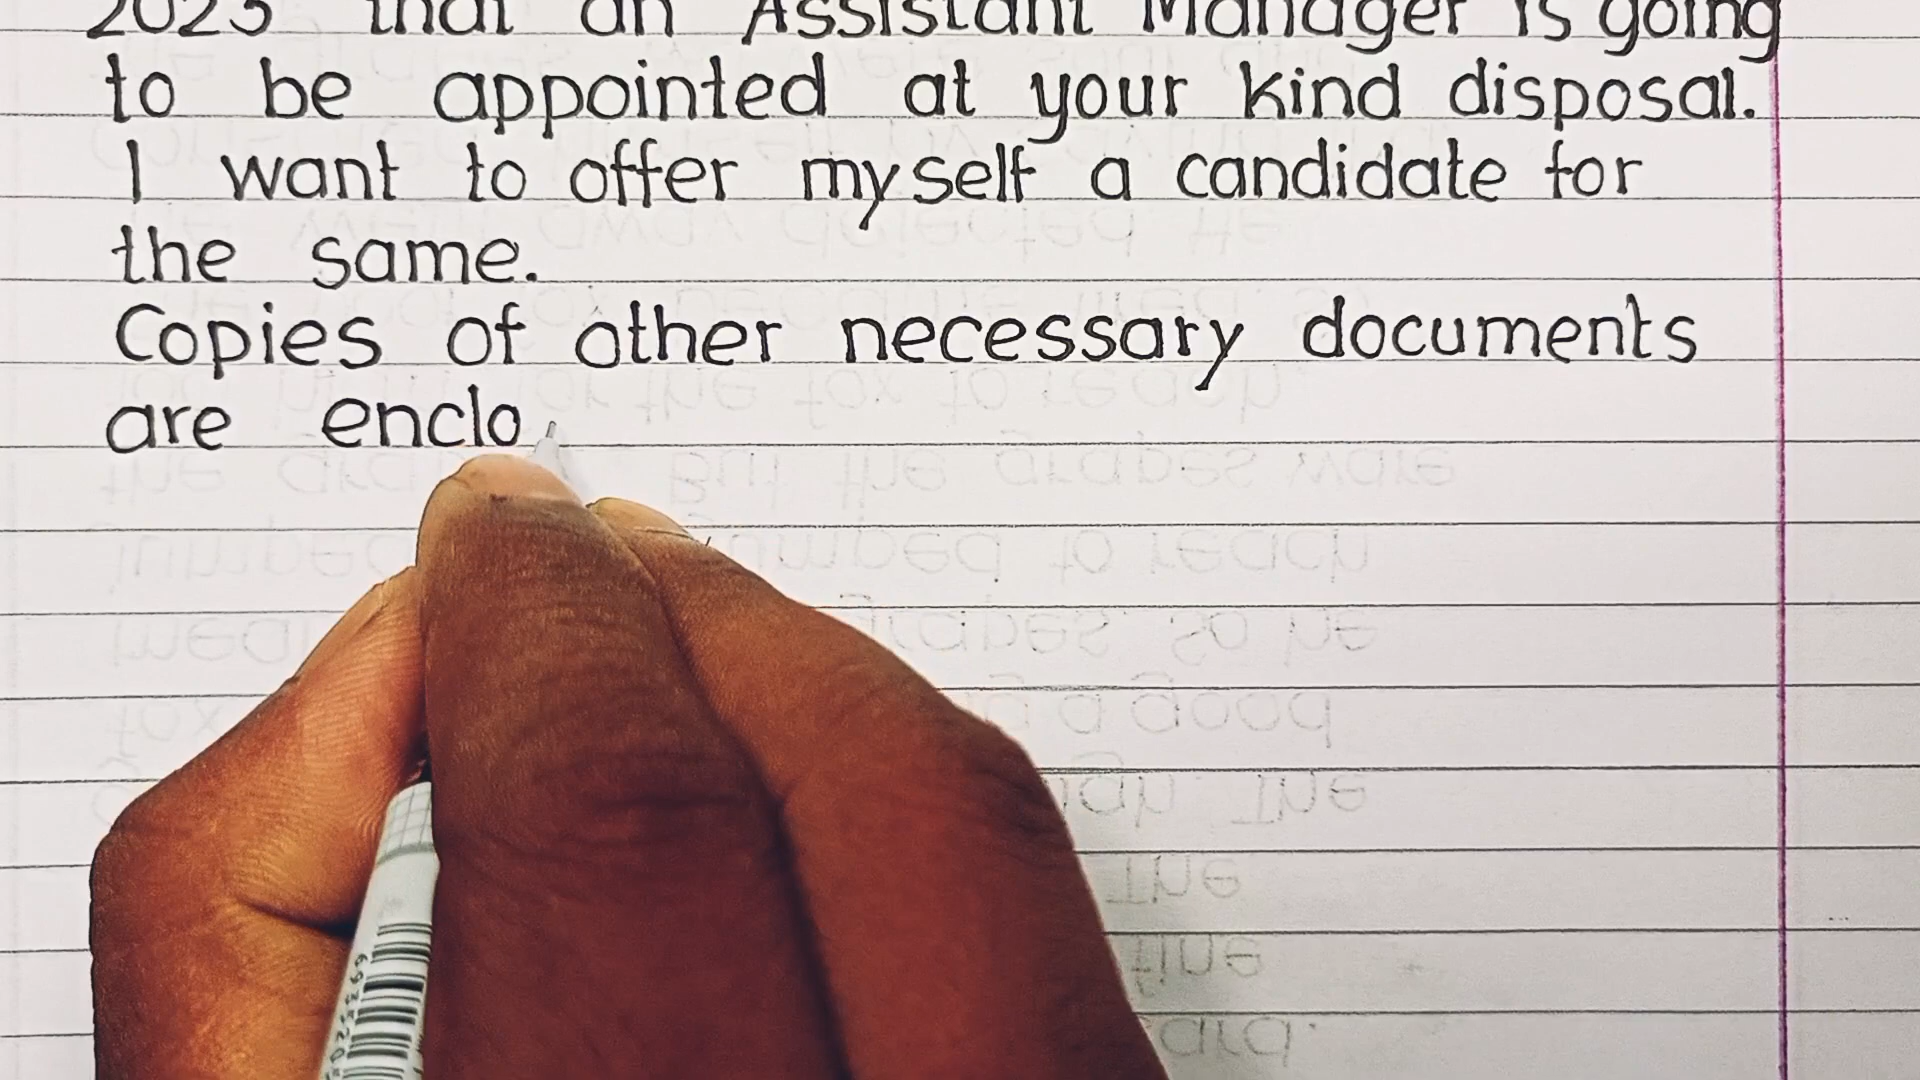 2023 that an Assistant Manager is going
to be appointed at your kind disposal.
I want to offer myself a candidate for
the same.
Copies of other necessary documents
are enclo